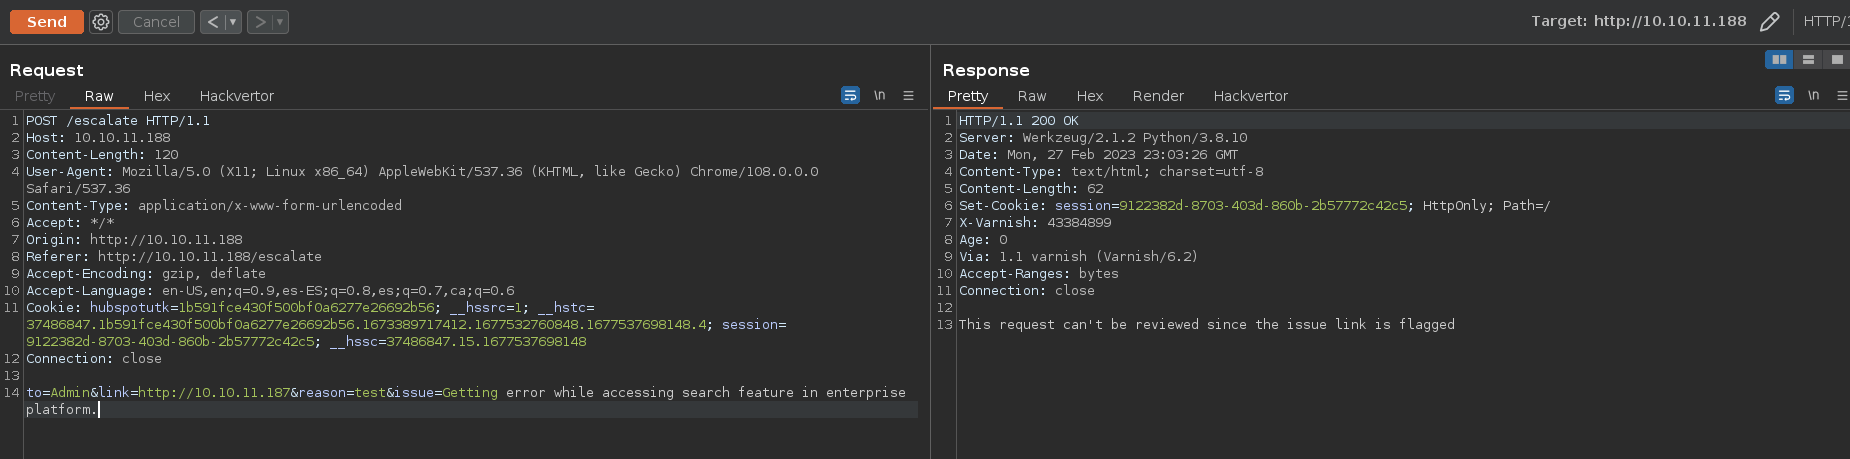 Send Cancel < > Target: http://10.10.11.188 HTTP/1
Request
Pretty Raw Hex Hackvertor \n
1 POST /escalate HTTP/1.1
2 Host: 10.10.11.188
3 Content-Length: 120
4 User-Agent: Mozilla/5.0 (X11; Linux x86_64) AppleWebKit/537.36 (KHTML, like Gecko) Chrome/108.0.0.0
Safari/537.36
5 Content-Type: application/x-www-form-urlencoded
6 Accept: */*
7 Origin: http://10.10.11.188
8 Referer: http://10.10.11.188/escalate
9 Accept-Encoding: gzip, deflate
10 Accept-Language: en-US,en;q=0.9,es-ES;q=0.8,es;q=0.7,ca;q=0.6
11 Cookie: hubspotutk=1b591fce430f500bf0a6277e26692b56; __hssrc=1; __hstc=
37486847.1b591fce430f500bf0a6277e26692b56.1673389717412.1677532760848.1677537698148.4; session=
9122382d-8703-403d-860b-2b57772c42c5; __hssc=37486847.15.1677537698148
12 Connection: close
13
14 to=Admin&link=http://10.10.11.187&reason=test&issue=Getting error while accessing search feature in enterprise
platform.
Response
Pretty Raw Hex Render Hackvertor \n
1 HTTP/1.1 200 OK
2 Server: Werkzeug/2.1.2 Python/3.8.10
3 Date: Mon, 27 Feb 2023 23:03:26 GMT
4 Content-Type: text/html; charset=utf-8
5 Content-Length: 62
6 Set-Cookie: session=9122382d-8703-403d-860b-2b57772c42c5; HttpOnly; Path=/
7 X-Varnish: 43384899
8 Age: 0
9 Via: 1.1 varnish (Varnish/6.2)
10 Accept-Ranges: bytes
11 Connection: close
12
13 This request can't be reviewed since the issue link is flagged